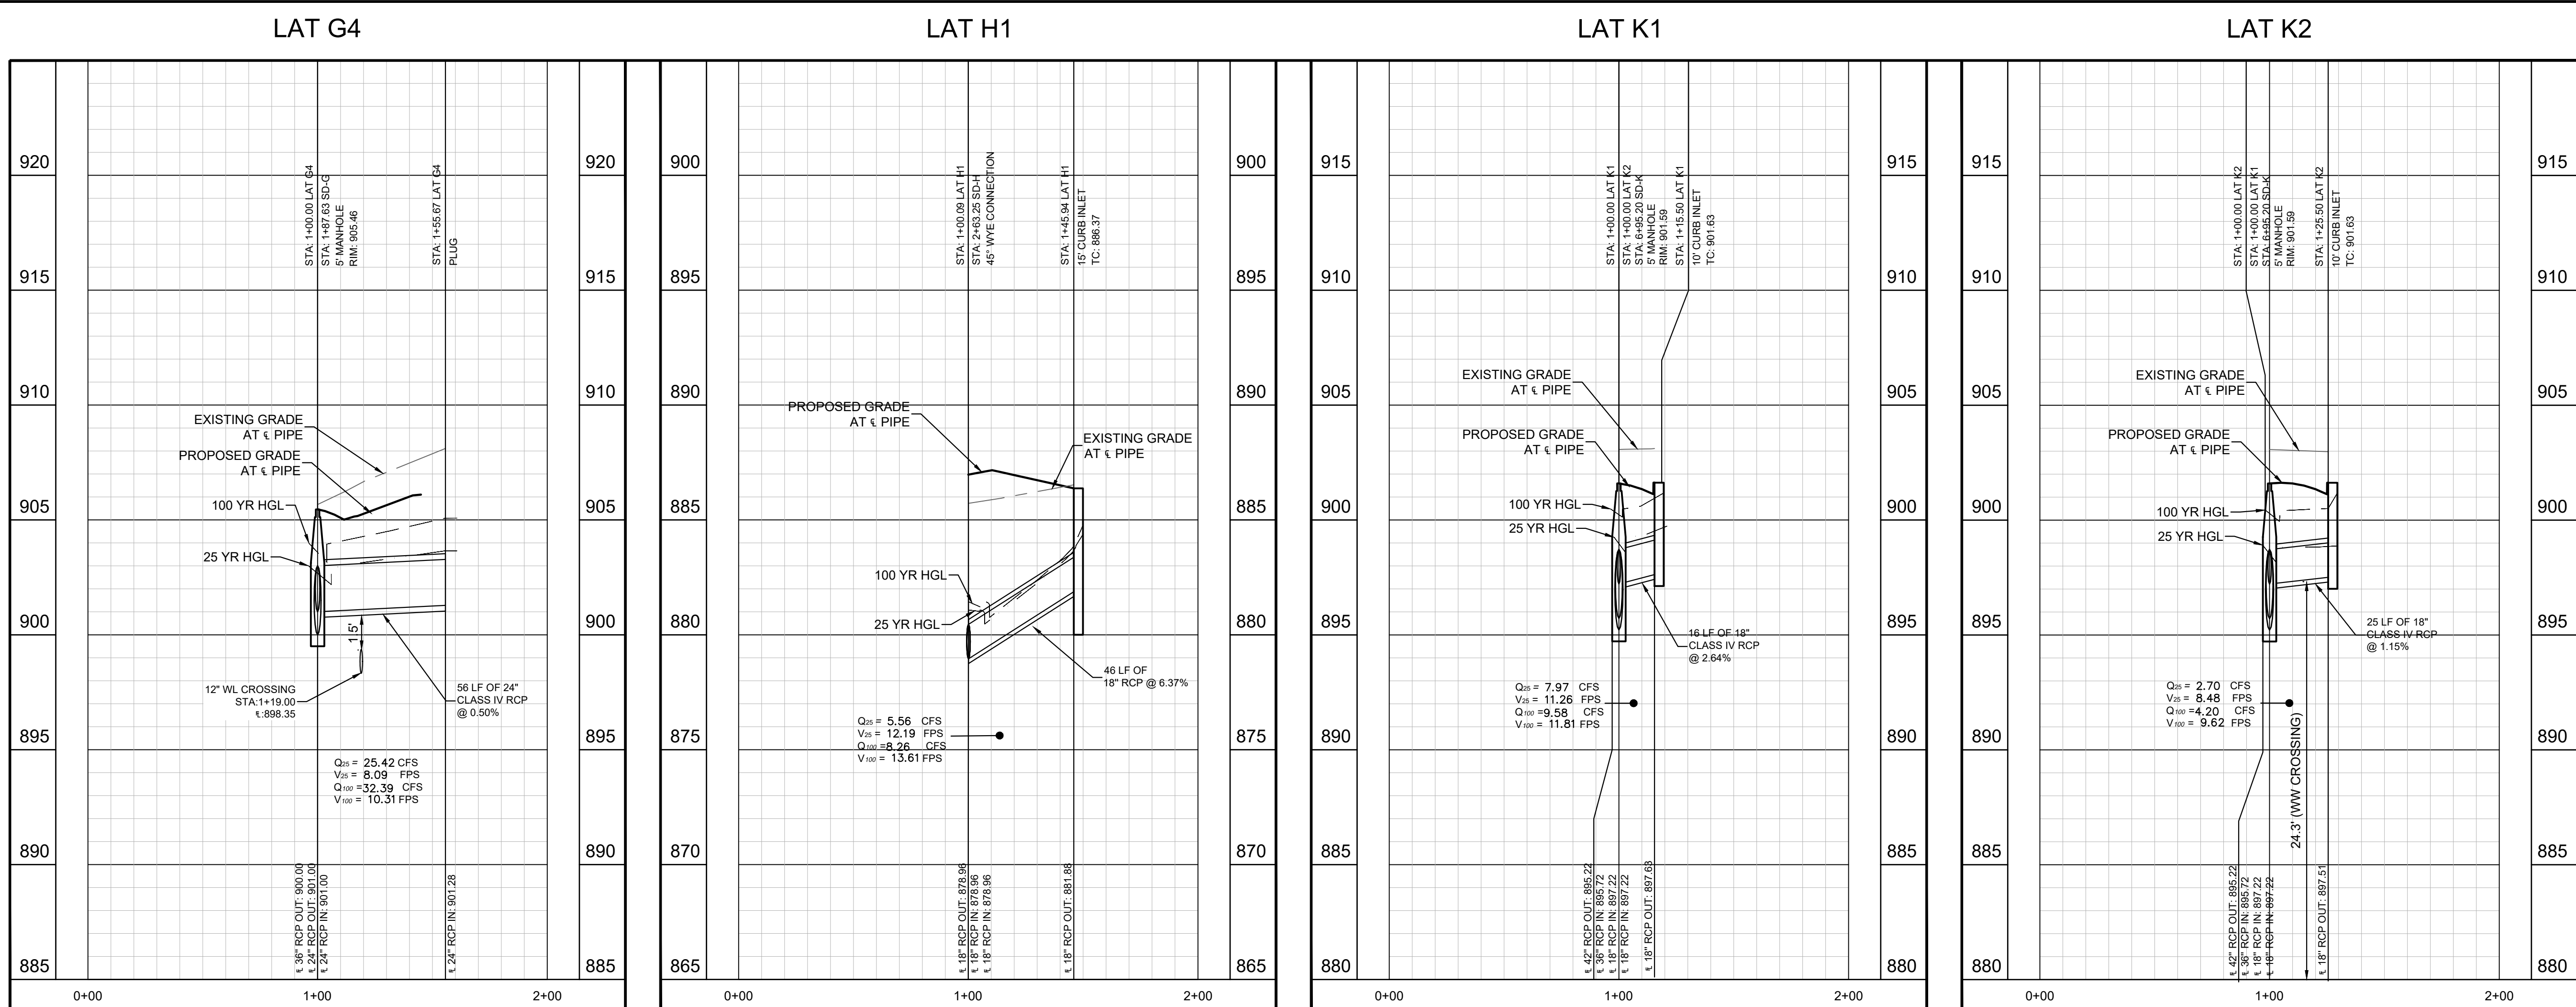 LAT G4
920
915
910
905
900
895
890
885
920
915
910
905
900
895
890
885
STA: 1+00.00 LAT G4
STA: 1+87.63 SD-G
5' MANHOLE
RIM: 905.46
STA: 1+55.67 LAT G4
PLUG
EXISTING GRADE
AT ℄ PIPE
PROPOSED GRADE
AT ℄ PIPE
100 YR HGL
25 YR HGL
1.5'
12" WL CROSSING
STA:1+19.00
℄:898.35
56 LF OF 24"
CLASS IV RCP
@ 0.50%
Q25 = 25.42 CFS
V25 = 8.09 FPS
Q100 =32.39 CFS
V100 = 10.31 FPS
℄ 36" RCP OUT: 900.00
℄ 24" RCP OUT: 901.00
℄ 24" RCP IN: 901.00
℄ 24" RCP IN: 901.28
0+00
1+00
2+00
LAT H1
900
895
890
885
880
875
870
865
900
895
890
885
880
875
870
865
STA: 1+00.09 LAT H1
STA: 2+63.25 SD-H
45° WYE CONNECTION
STA: 1+45.94 LAT H1
15' CURB INLET
TC: 886.37
PROPOSED GRADE
AT ℄ PIPE
EXISTING GRADE
AT ℄ PIPE
100 YR HGL
25 YR HGL
46 LF OF
18" RCP @ 6.37%
Q25 = 5.56 CFS
V25 = 12.19 FPS
Q100 =8.26 CFS
V100 = 13.61 FPS
℄ 18" RCP OUT: 878.96
℄ 18" RCP IN: 878.96
℄ 18" RCP IN: 878.96
℄ 18" RCP OUT: 881.88
0+00
1+00
2+00
LAT K1
915
910
905
900
895
890
885
880
915
910
905
900
895
890
885
880
STA: 1+00.00 LAT K1
STA: 1+00.00 LAT K2
STA: 6+95.20 SD-K
5' MANHOLE
RIM: 901.59
STA: 1+15.50 LAT K1
10' CURB INLET
TC: 901.63
EXISTING GRADE
AT ℄ PIPE
PROPOSED GRADE
AT ℄ PIPE
100 YR HGL
25 YR HGL
16 LF OF 18"
CLASS IV RCP
@ 2.64%
Q25 = 7.97 CFS
V25 = 11.26 FPS
Q100 =9.58 CFS
V100 = 11.81 FPS
℄ 42" RCP OUT: 895.22
℄ 36" RCP IN: 895.72
℄ 18" RCP IN: 897.22
℄ 18" RCP IN: 897.22
℄ 18" RCP OUT: 897.63
0+00
1+00
2+00
LAT K2
915
910
905
900
895
890
885
880
915
910
905
900
895
890
885
880
STA: 1+00.00 LAT K2
STA: 1+00.00 LAT K1
STA: 6+95.20 SD-K
5' MANHOLE
RIM: 901.59
STA: 1+25.50 LAT K2
10' CURB INLET
TC: 901.63
EXISTING GRADE
AT ℄ PIPE
PROPOSED GRADE
AT ℄ PIPE
100 YR HGL
25 YR HGL
25 LF OF 18"
CLASS IV RCP
@ 1.15%
Q25 = 2.70 CFS
V25 = 8.48 FPS
Q100 =4.20 CFS
V100 = 9.62 FPS
24.3' (WW CROSSING)
℄ 42" RCP OUT: 895.22
℄ 36" RCP IN: 895.72
℄ 18" RCP IN: 897.22
℄ 18" RCP IN: 897.22
℄ 18" RCP OUT: 897.51
0+00
1+00
2+00